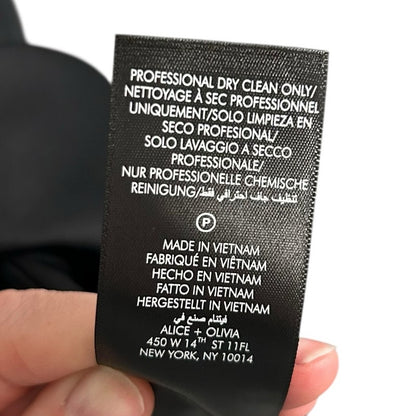 PROFESSIONAL DRY CLEAN ONLY/
NETTOYAGE À SEC PROFESSIONNEL
UNIQUEMENT/SOLO LIMPIEZA EN
SECO PROFESIONAL/
SOLO LAVAGGIO A SECCO
PROFESSIONALE/
NUR PROFESSIONELLE CHEMISCHE
REINIGUNG/ تنظيف جاف احترافي فقط/
P
MADE IN VIETNAM
FABRIQUÉ EN VIÊTNAM
HECHO EN VIETNAM
FATTO IN VIETNAM
HERGESTELLT IN VIETNAM
فيتنام صنع في
ALICE + OLIVIA
450 W 14TH ST 11FL
NEW YORK, NY 10014